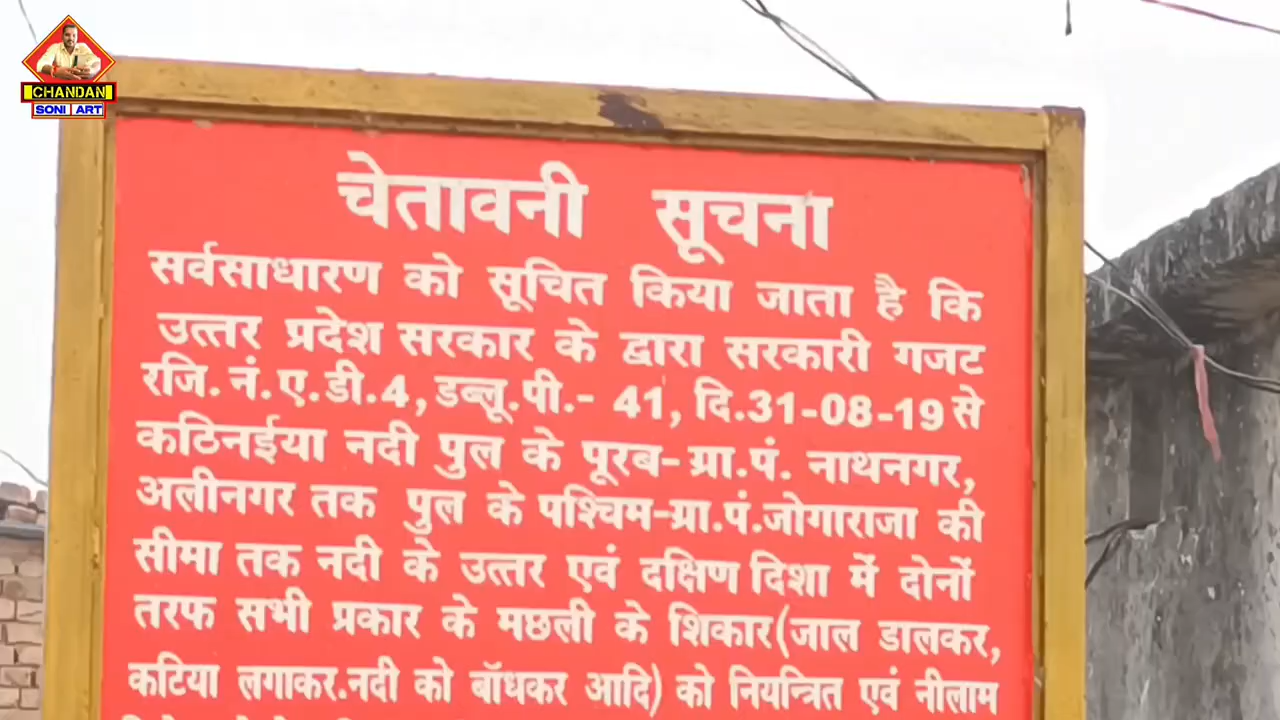 CHANDAN
SONI ART
चेतावनी सूचना
सर्वसाधारण को सूचित किया जाता है कि
उत्तर प्रदेश सरकार के द्वारा सरकारी गजट
रजि. नं.ए.डी.4, डब्लू.पी.- 41, दि.31-08-19 से
कठिनईया नदी पुल के पूरब-ग्रा.पं. नाथनगर,
अलीनगर तक पुल के पश्चिम-ग्रा.पं.जोगाराजा की
सीमा तक नदी के उत्तर एवं दक्षिण दिशा में दोनों
तरफ सभी प्रकार के मछली के शिकार(जाल डालकर,
कटिया लगाकर.नदी को बॉधकर आदि) को नियन्त्रित एवं नीलाम